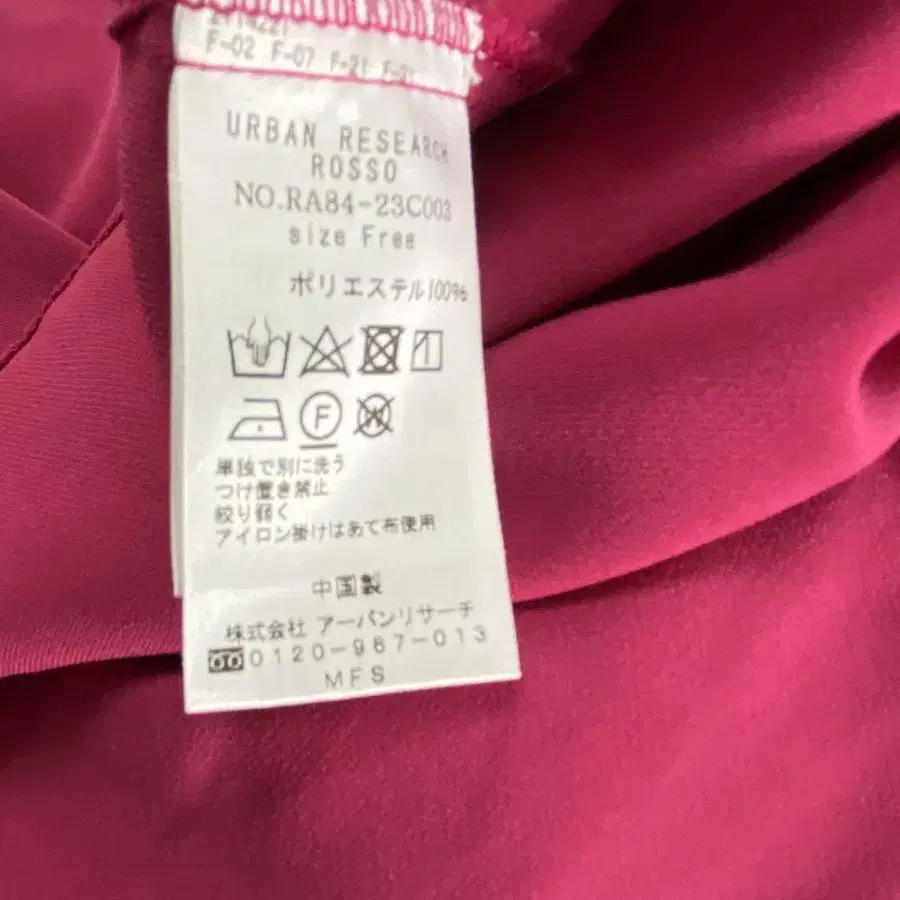 F-02 F-07 F-21
URBAN RESEARCH
ROSSO
NO.RA84-23C003
size Free
ポリエステル100%
F
W
単独で別に洗う
つけ置き禁止
絞り弱く
アイロン掛けはあて布使用
中国製
株式会社 アーバンリサーチ
0120-967-013
MFS